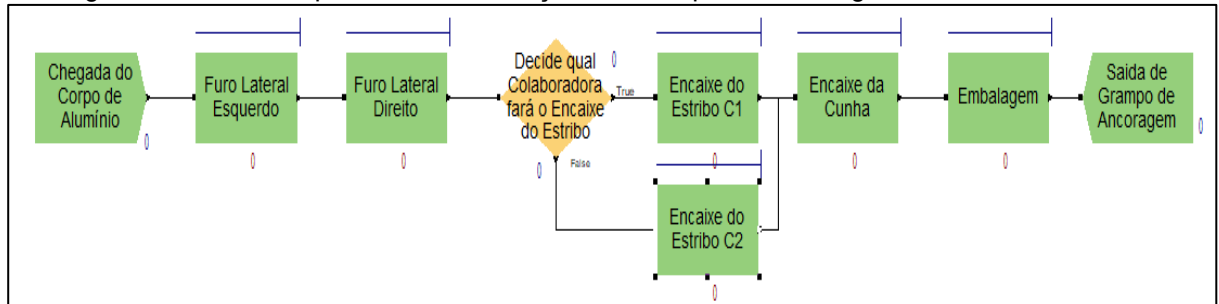 Chegada do
Corpo de
Alumínio
0
Furo Lateral
Esquerdo
0
Furo Lateral
Direito
0
Decide qual
Colaboradora
fará o Encaixe
do Estribo
0
True
0
False
Encaixe do
Estribo C1
0
Encaixe do
Estribo C2
0
Encaixe da
Cunha
0
Embalagem
0
Saida de
Grampo de
Ancoragem
0